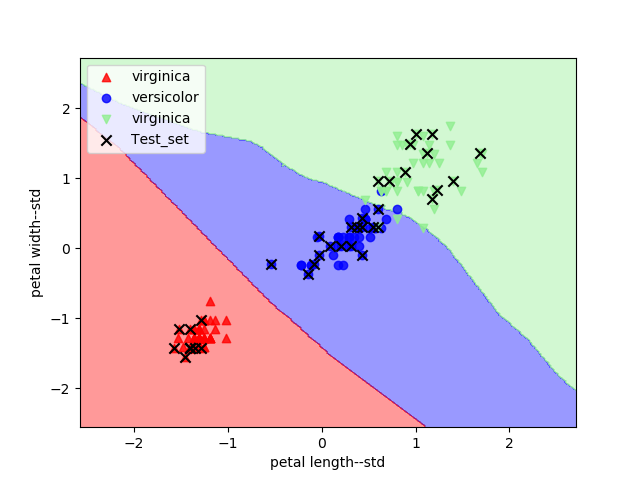 virginica
versicolor
virginica
Test_set
petal width--std
2
1
0
−1
−2
−2
−1
0
1
2
petal length--std